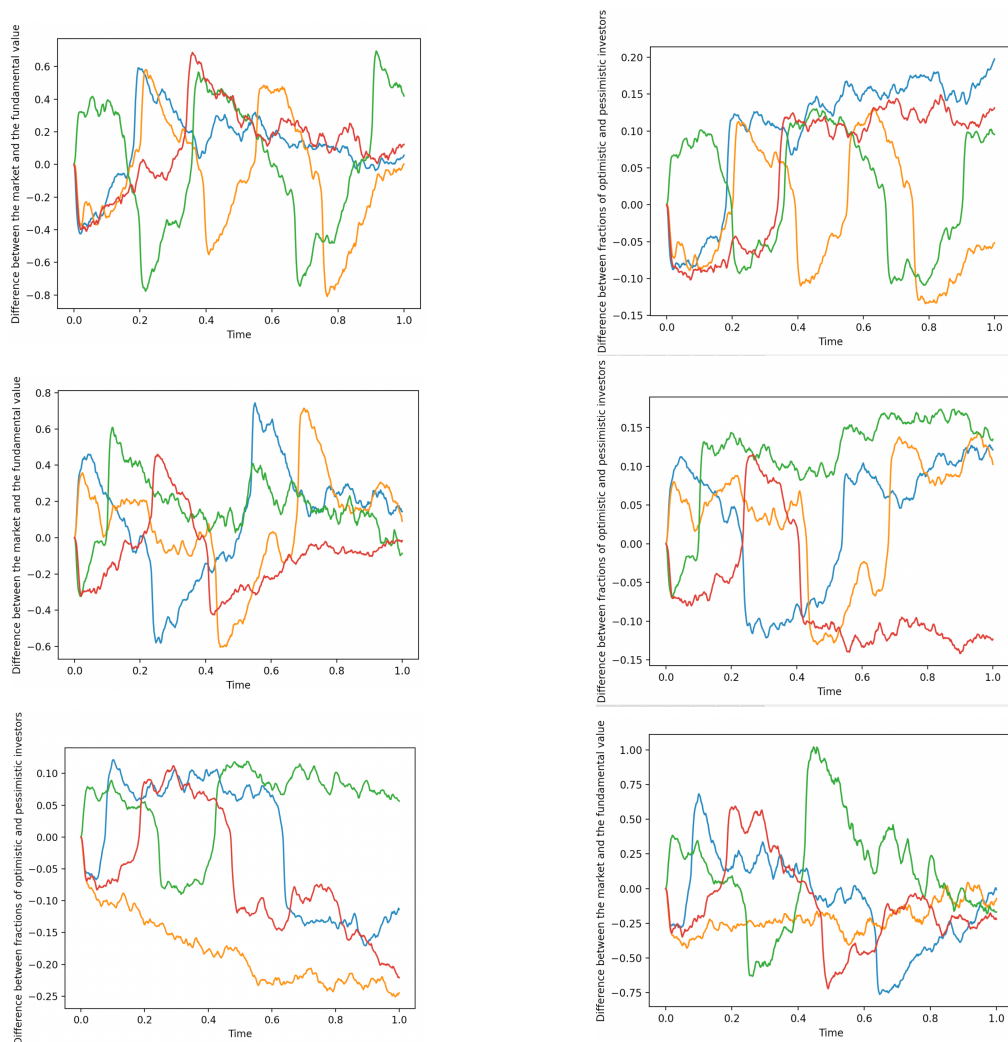 Difference between the market and the fundamental value
0.6
0.4
0.2
0.0
−0.2
−0.4
−0.6
−0.8
0.0 0.2 0.4 0.6 0.8 1.0
Time
Difference between fractions of optimistic and pessimistic investors
0.20
0.15
0.10
0.05
0.00
−0.05
−0.10
−0.15
0.0 0.2 0.4 0.6 0.8 1.0
Time
Difference between the market and the fundamental value
0.8
0.6
0.4
0.2
0.0
−0.2
−0.4
−0.6
0.0 0.2 0.4 0.6 0.8 1.0
Time
Difference between fractions of optimistic and pessimistic investors
0.15
0.10
0.05
0.00
−0.05
−0.10
−0.15
0.0 0.2 0.4 0.6 0.8 1.0
Time
Difference between fractions of optimistic and pessimistic investors
0.10
0.05
0.00
−0.05
−0.10
−0.15
−0.20
−0.25
0.0 0.2 0.4 0.6 0.8 1.0
Time
Difference between the market and the fundamental value
1.00
0.75
0.50
0.25
0.00
−0.25
−0.50
−0.75
0.0 0.2 0.4 0.6 0.8 1.0
Time